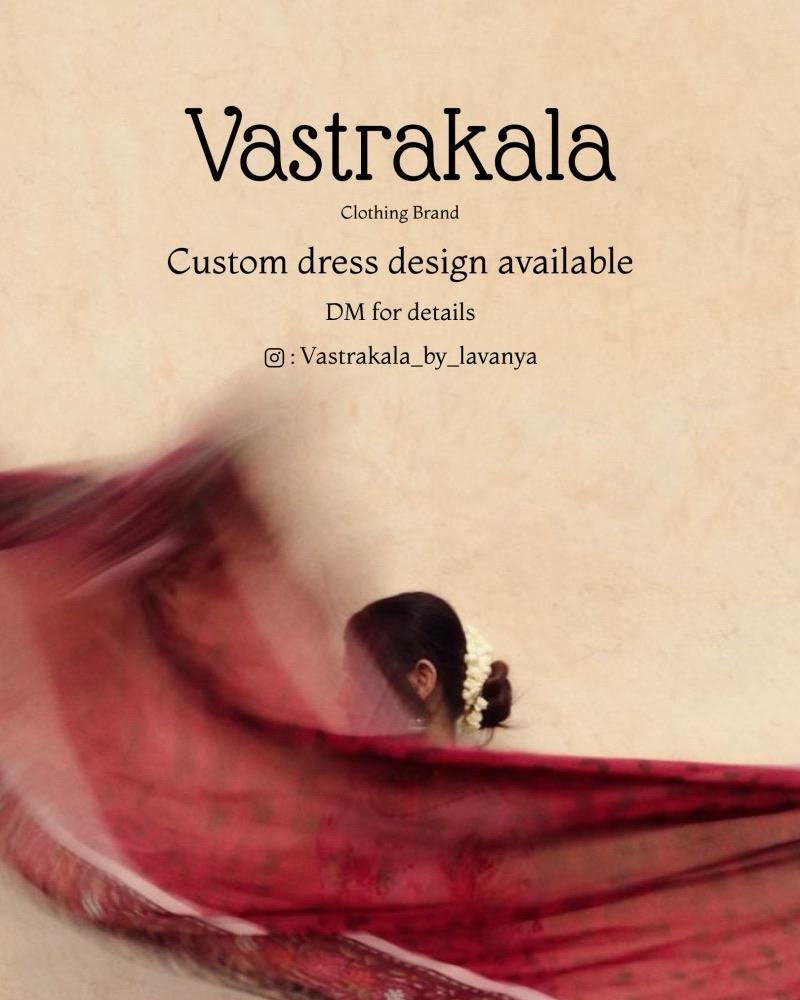 Vastrakala
Clothing Brand
Custom dress design available
DM for details
: Vastrakala_by_lavanya